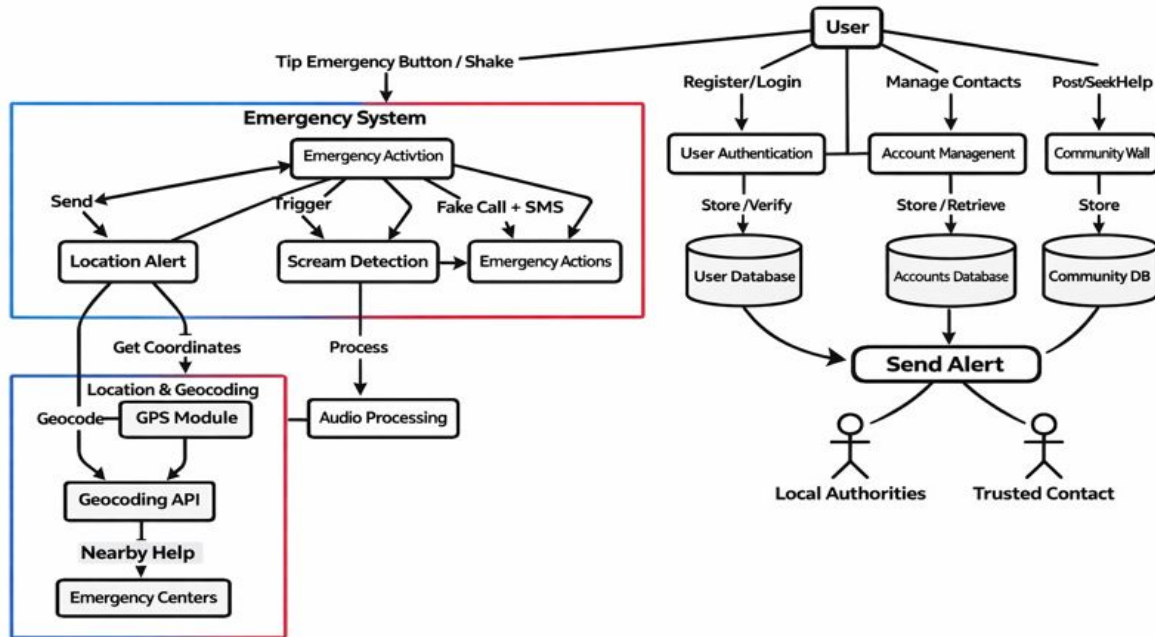 User
Tip Emergency Button / Shake
Register/Login
Manage Contacts
Post/SeekHelp
Emergency System
Emergency Activtion
User Authentication
Account Management
Community Wall
Send
Trigger
Fake Call + SMS
Store /Verify
Store / Retrieve
Store
Location Alert
Scream Detection
Emergency Actions
User Database
Accounts Database
Community DB
Get Coordinates
Process
Send Alert
Location & Geocoding
Geocode
GPS Module
Audio Processing
Local Authorities
Trusted Contact
Geocoding API
Nearby Help
Emergency Centers